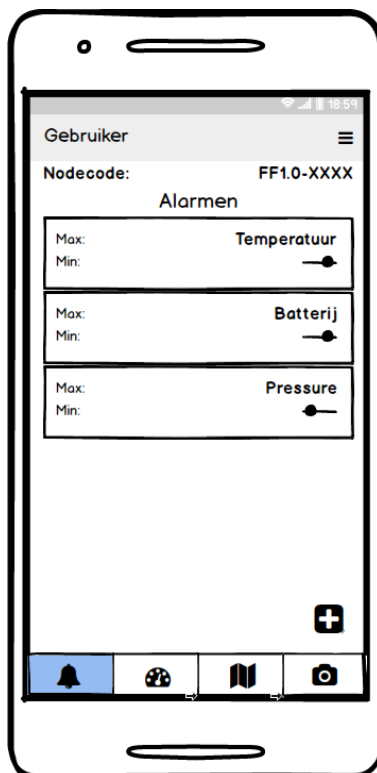 18:59
Gebruiker
Nodecode: FF1.0-XXXX
Alarmen
Max: Temperatuur
Min:
Max: Batterij
Min:
Max: Pressure
Min: